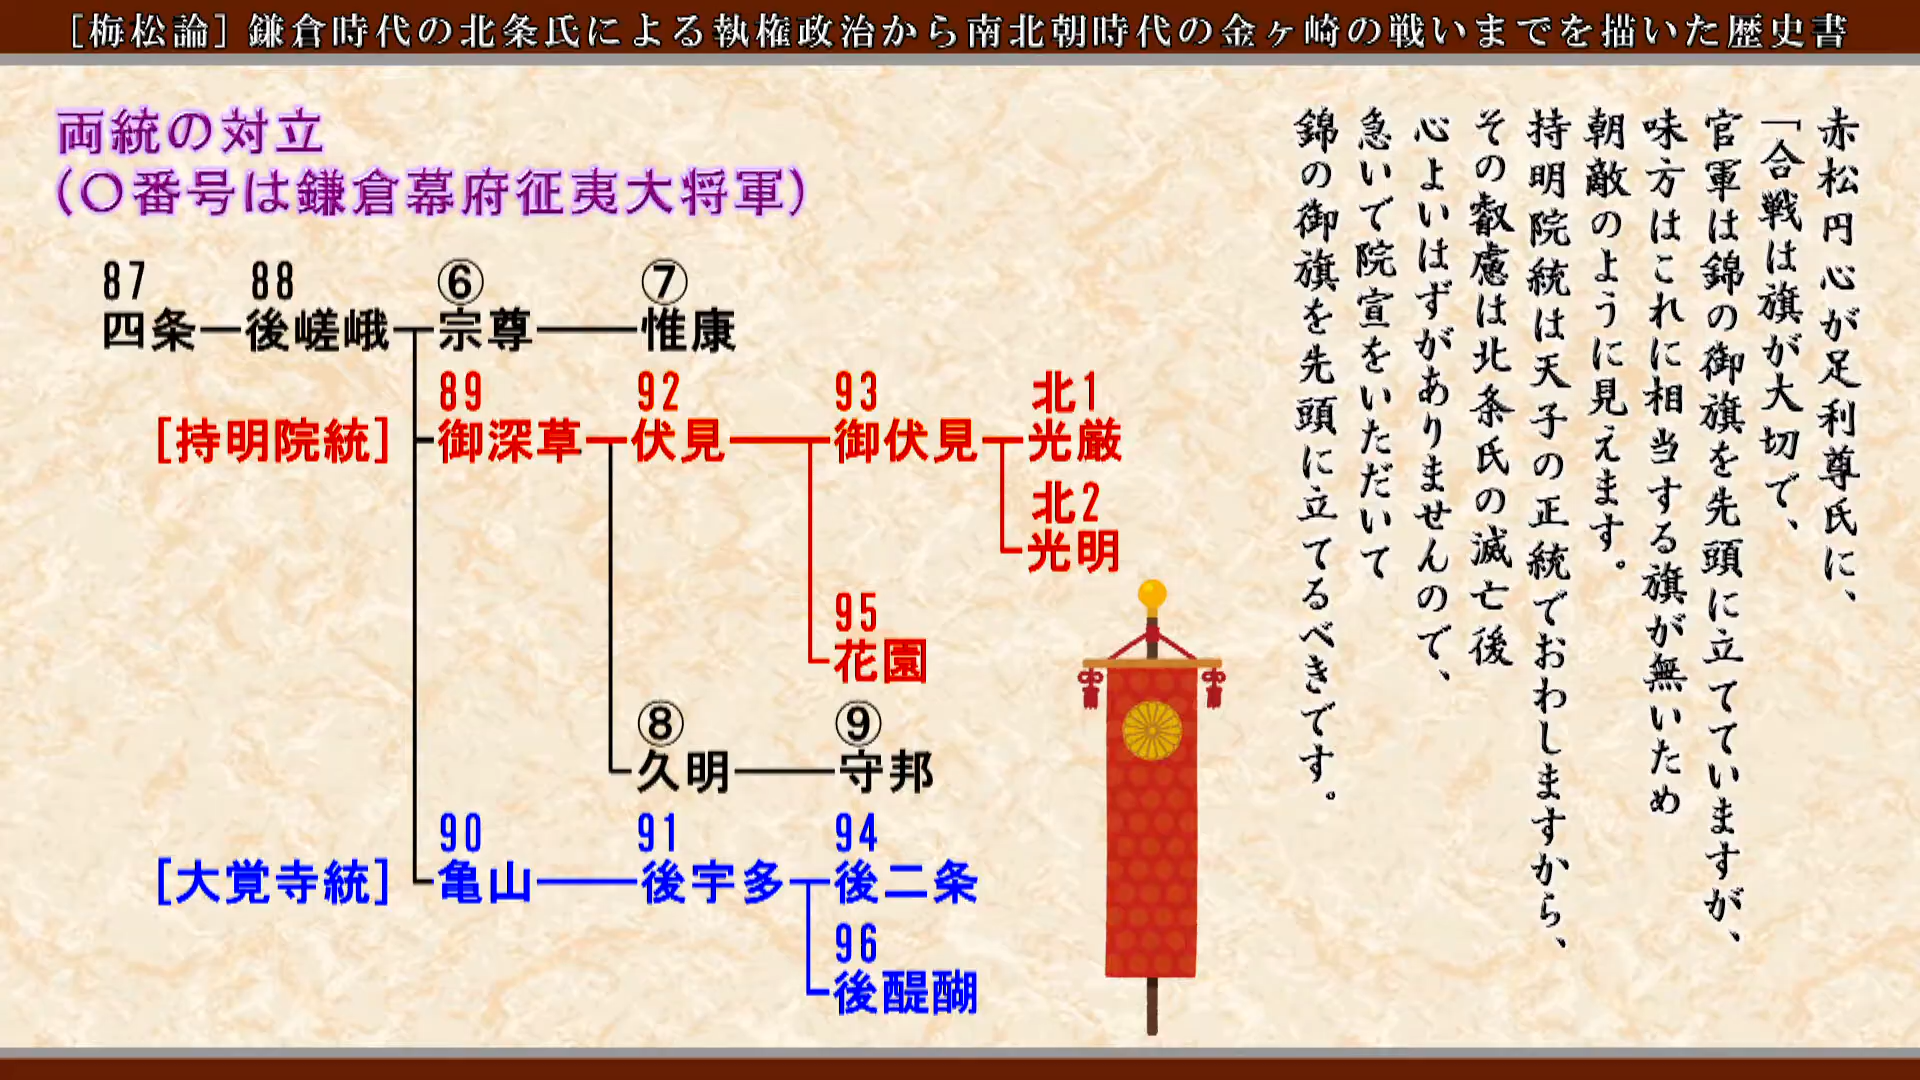 [梅松論] 鎌倉時代の北条氏による執権政治から南北朝時代の金ヶ崎の戦いまでを描いた歴史書
両統の対立
(〇番号は鎌倉幕府征夷大将軍)
87 88 ⑥ ⑦
四条 後嵯峨 宗尊 惟康
89 92 93 北1
[持明院統] 御深草 伏見 御伏見 光厳
北2
光明
95
花園
⑧ ⑨
久明 守邦
90 91 94
[大覚寺統] 亀山 後宇多 後二条
96
後醍醐
赤松円心が足利尊氏に、
「合戦は旗が大切で、
官軍は錦の御旗を先頭に立てていますが、
味方はこれに相当する旗が無いため
朝敵のように見えます。
持明院統は天子の正統でおわしますから、
その叡慮は北条氏の滅亡後
心よいはずがありませんので、
急いで院宣をいただいて
錦の御旗を先頭に立てるべきです。